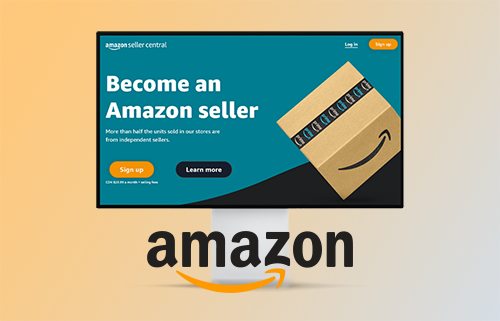 amazon seller central
Log in
Sign up
Become an
Amazon seller
More than half the units sold in our stores are
from independent sellers.
Sign up
Learn more
amazon